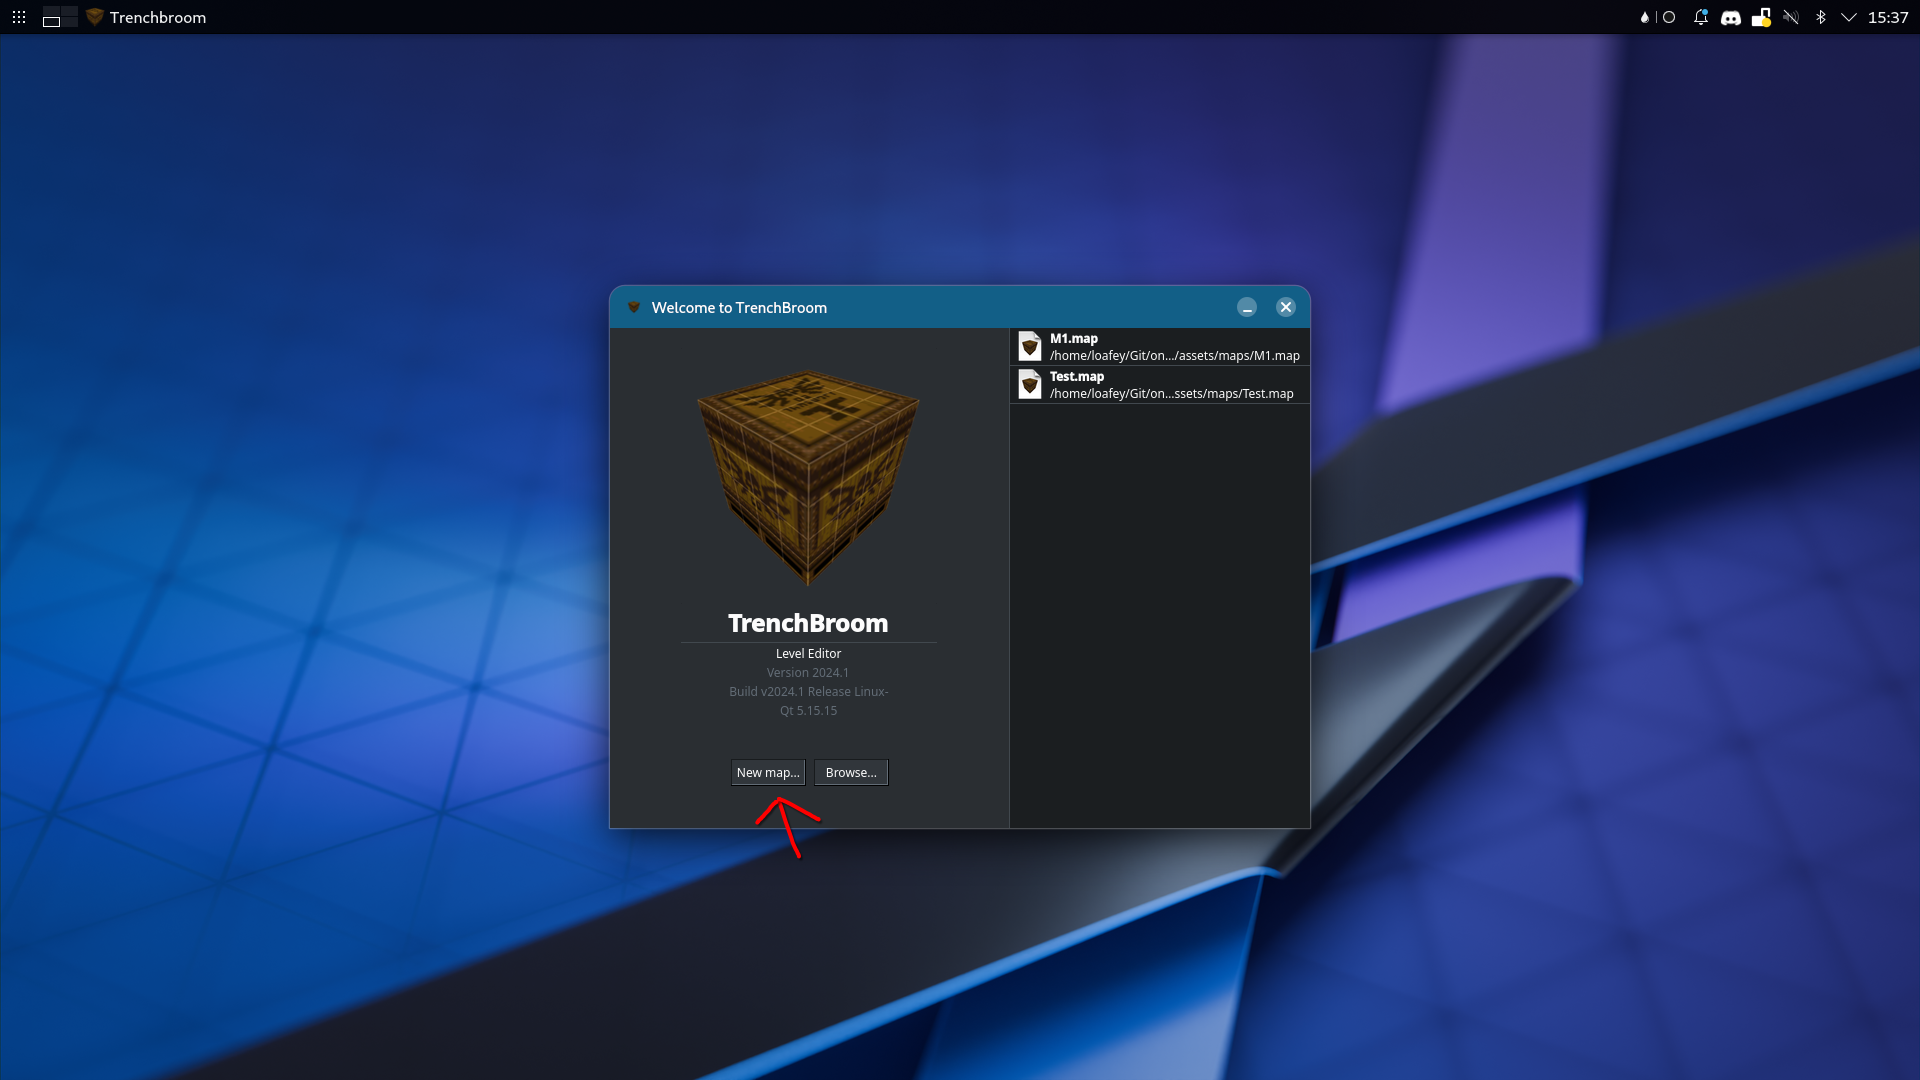 Trenchbroom
15:37
Welcome to TrenchBroom
M1.map
/home/loafey/Git/on.../assets/maps/M1.map
Test.map
/home/loafey/Git/on...ssets/maps/Test.map
TrenchBroom
Level Editor
Version 2024.1
Build v2024.1 Release Linux-
Qt 5.15.15
New map...
Browse...